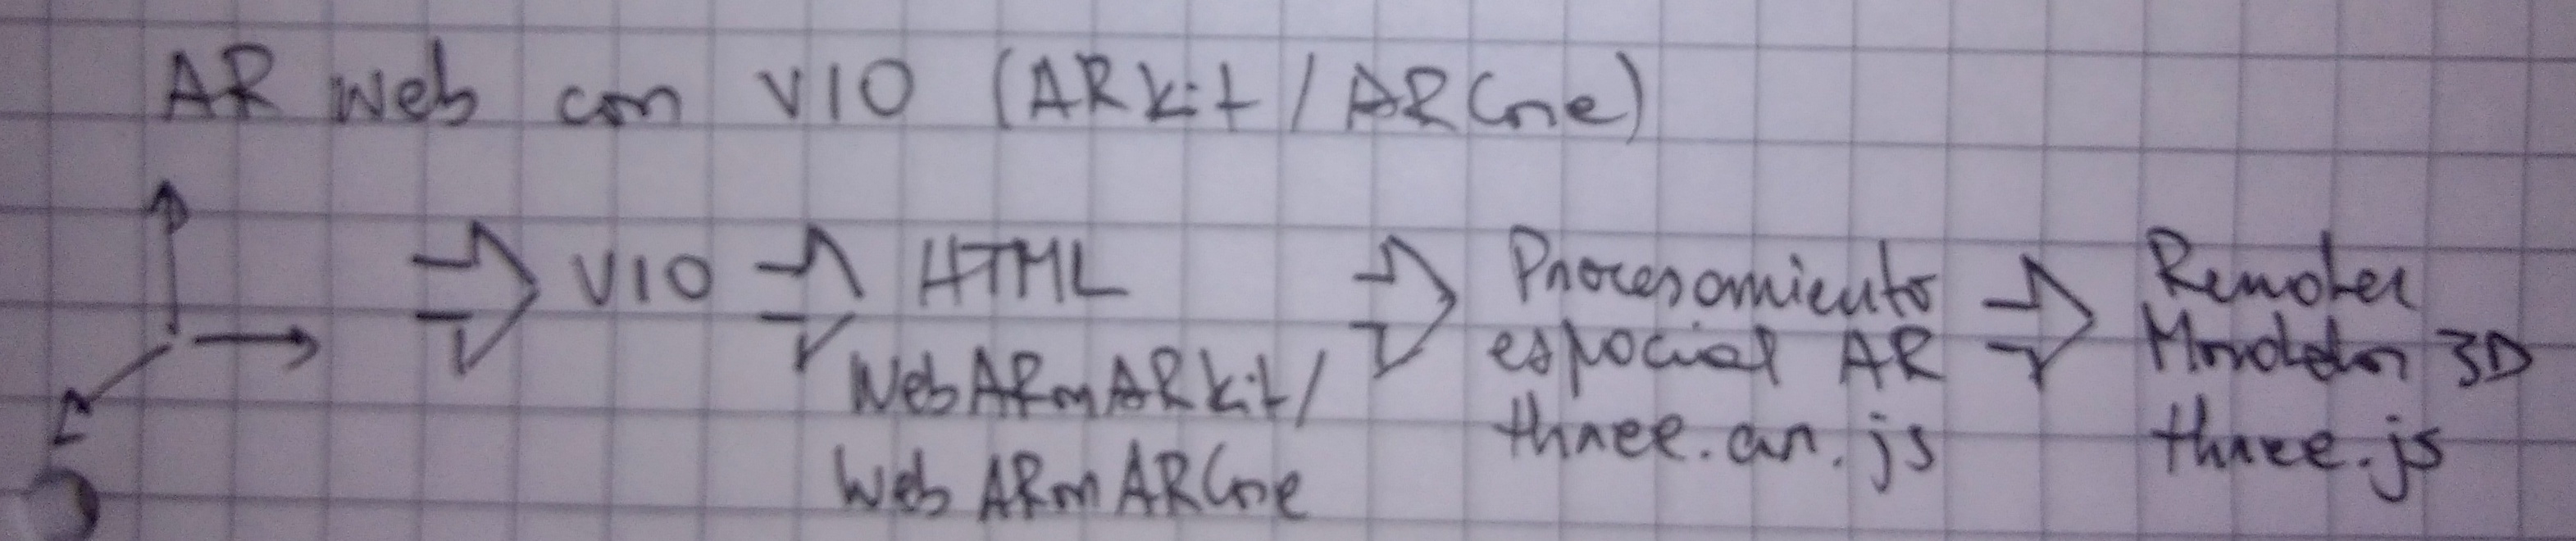 AR web con VIO (ARkit/ARCore)
VIO
HTML
WebARonARkit/
WebARonARCore
Procesamiento
espacial AR
three.ar.js
Render
Modelos 3D
three.js